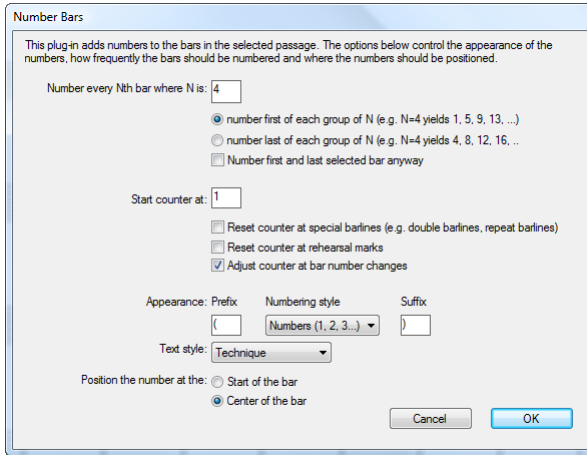 Number Bars
This plug-in adds numbers to the bars in the selected passage. The options below control the appearance of the
numbers, how frequently the bars should be numbered and where the numbers should be positioned.
Number every Nth bar where N is: 4
number first of each group of N (e.g. N=4 yields 1, 5, 9, 13, ...)
number last of each group of N (e.g. N=4 yields 4, 8, 12, 16, ..
Number first and last selected bar anyway
Start counter at: 1
Reset counter at special barlines (e.g. double barlines, repeat barlines)
Reset counter at rehearsal marks
Adjust counter at bar number changes
Appearance: Prefix Numbering style Suffix
( Numbers (1, 2, 3...) )
Text style: Technique
Position the number at the: Start of the bar
Center of the bar
Cancel OK